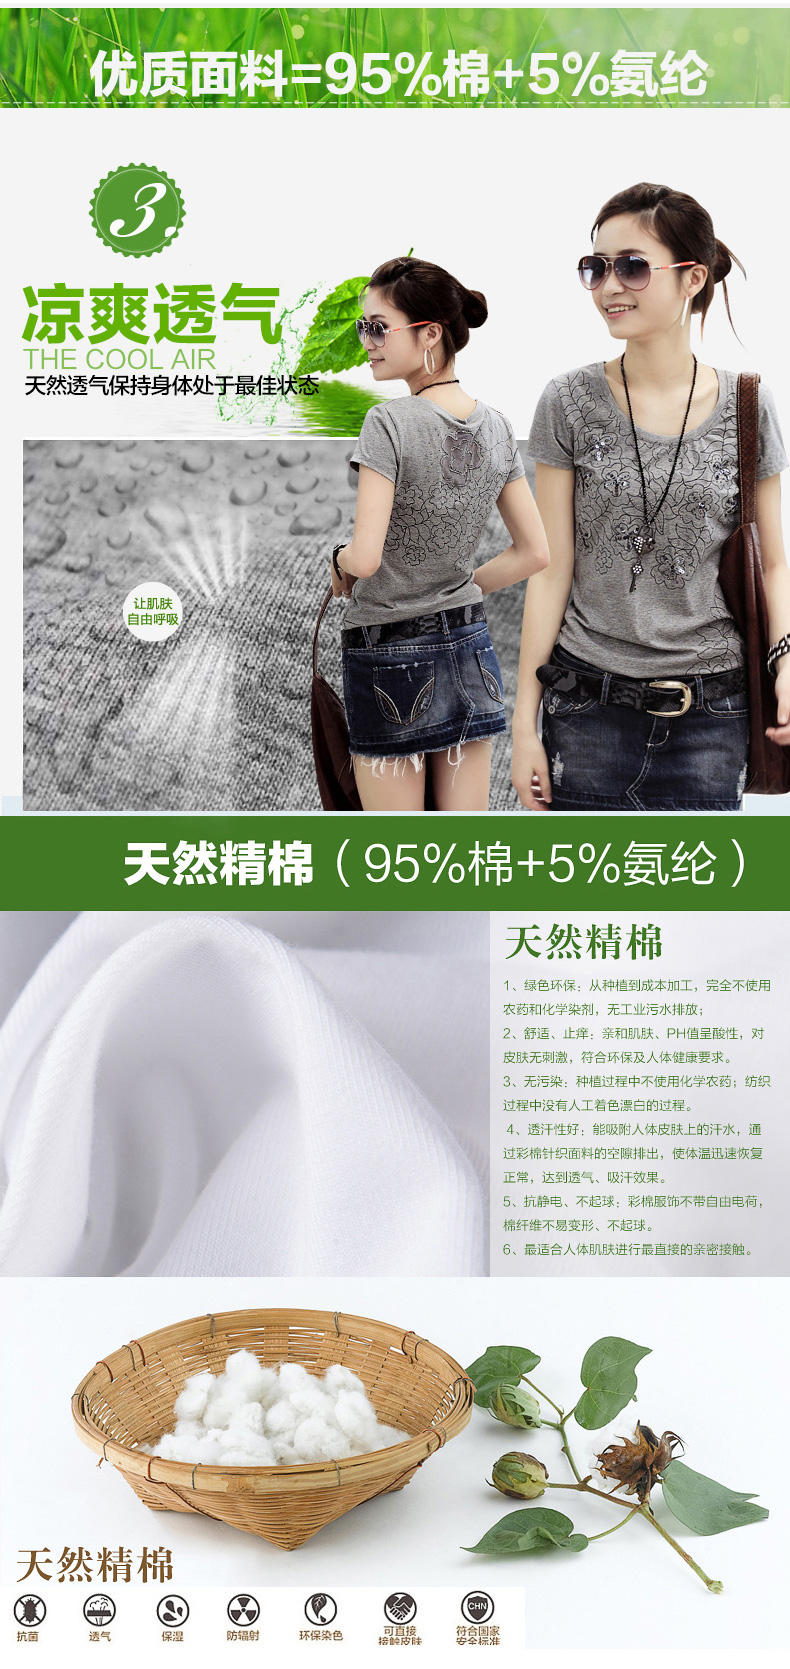 优质面料=95%棉+5%氨纶
3.
凉爽透气
THE COOL AIR
天然透气保持身体处于最佳状态
让肌肤
自由呼吸
天然精棉（95%棉+5%氨纶）
天然精棉
1、绿色环保：从种植到成本加工，完全不使用
农药和化学染剂，无工业污水排放；
2、舒适、止痒：亲和肌肤、PH值呈酸性，对
皮肤无刺激，符合环保及人体健康要求。
3、无污染：种植过程中不使用化学农药；纺织
过程中没有人工着色漂白的过程。
4、透汗性好：能吸附人体皮肤上的汗水，通
过彩棉针织面料的空隙排出，使体温迅速恢复
正常，达到透气、吸汗效果。
5、抗静电、不起球：彩棉服饰不带自由电荷，
棉纤维不易变形、不起球。
6、最适合人体肌肤进行最直接的亲密接触。
天然精棉
抗菌
透气
保湿
防辐射
环保染色
可直接
接触皮肤
CHN
符合国家
安全标准